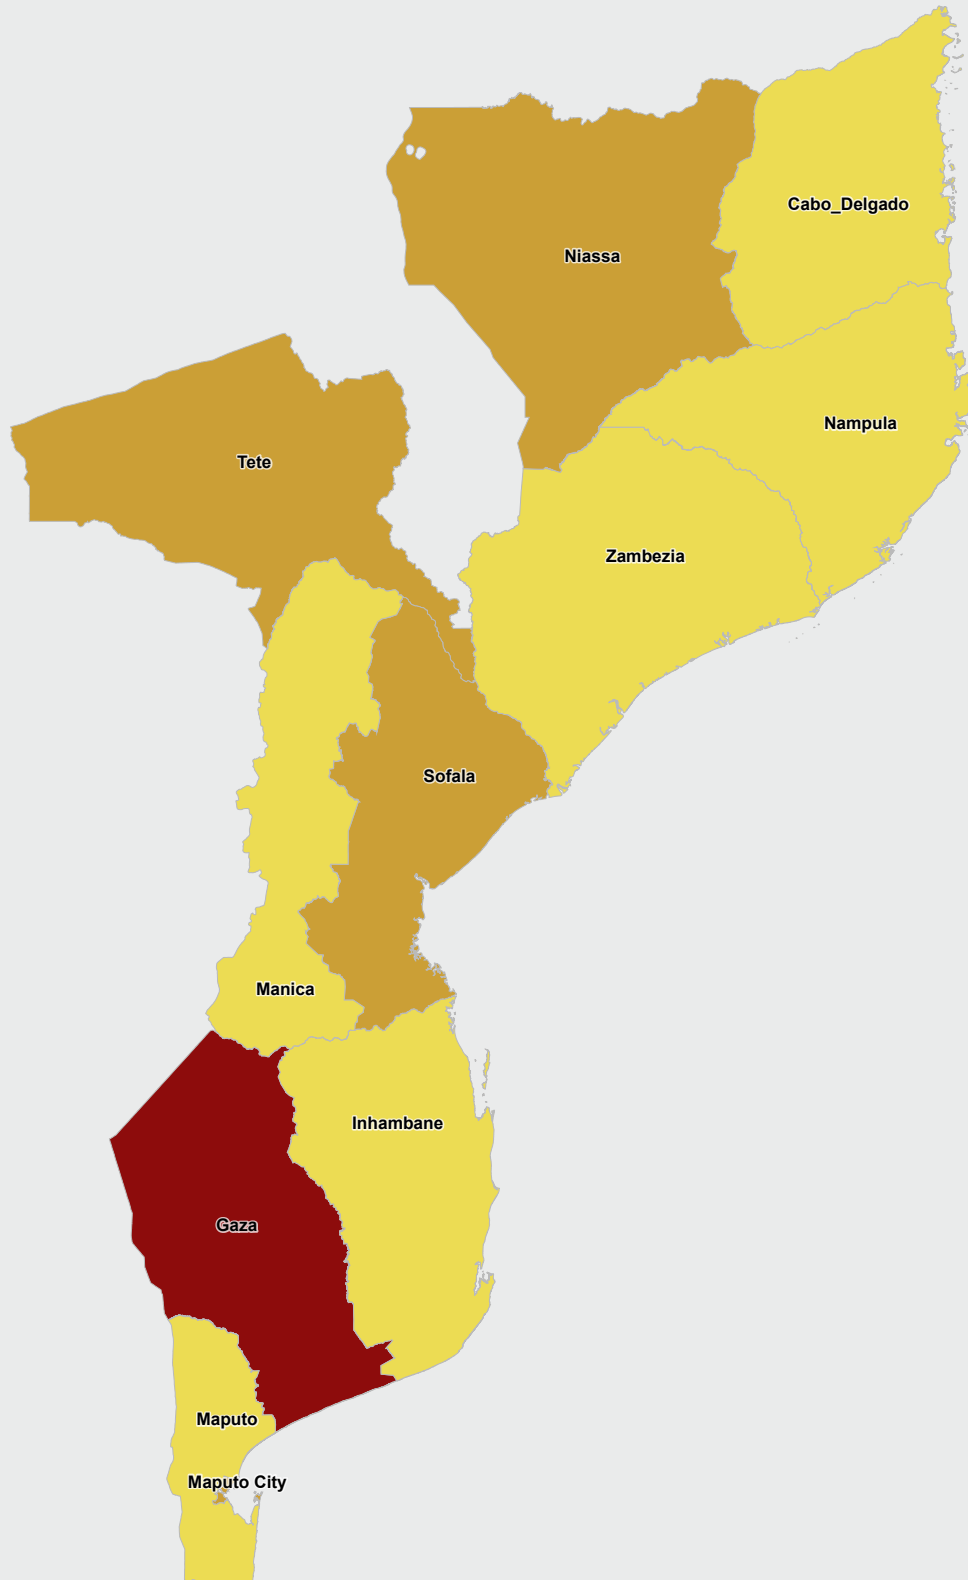 Cabo_Delgado
Niassa
Nampula
Tete
Zambezia
Sofala
Manica
Inhambane
Gaza
Maputo
Maputo City